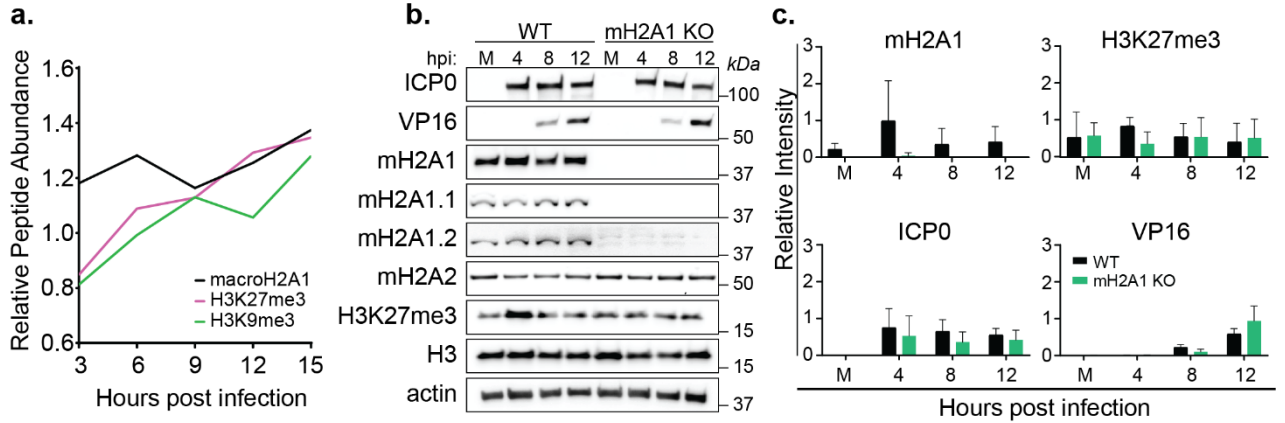 a.
Relative Peptide Abundance
1.6
1.4
1.2
1.0
0.8
0.6
macroH2A1
H3K27me3
H3K9me3
3 6 9 12 15
Hours post infection
b.
WT mH2A1 KO
hpi: M 4 8 12 M 4 8 12 kDa
ICP0 100
VP16 50
mH2A1 37
mH2A1.1 37
mH2A1.2 37
mH2A2 50
H3K27me3 15
H3 15
actin 37
c.
Relative Intensity
mH2A1
3
2
1
0
M 4 8 12
H3K27me3
3
2
1
0
M 4 8 12
ICP0
3
2
1
0
M 4 8 12
VP16
3
2
1
0
WT
mH2A1 KO
M 4 8 12
Hours post infection